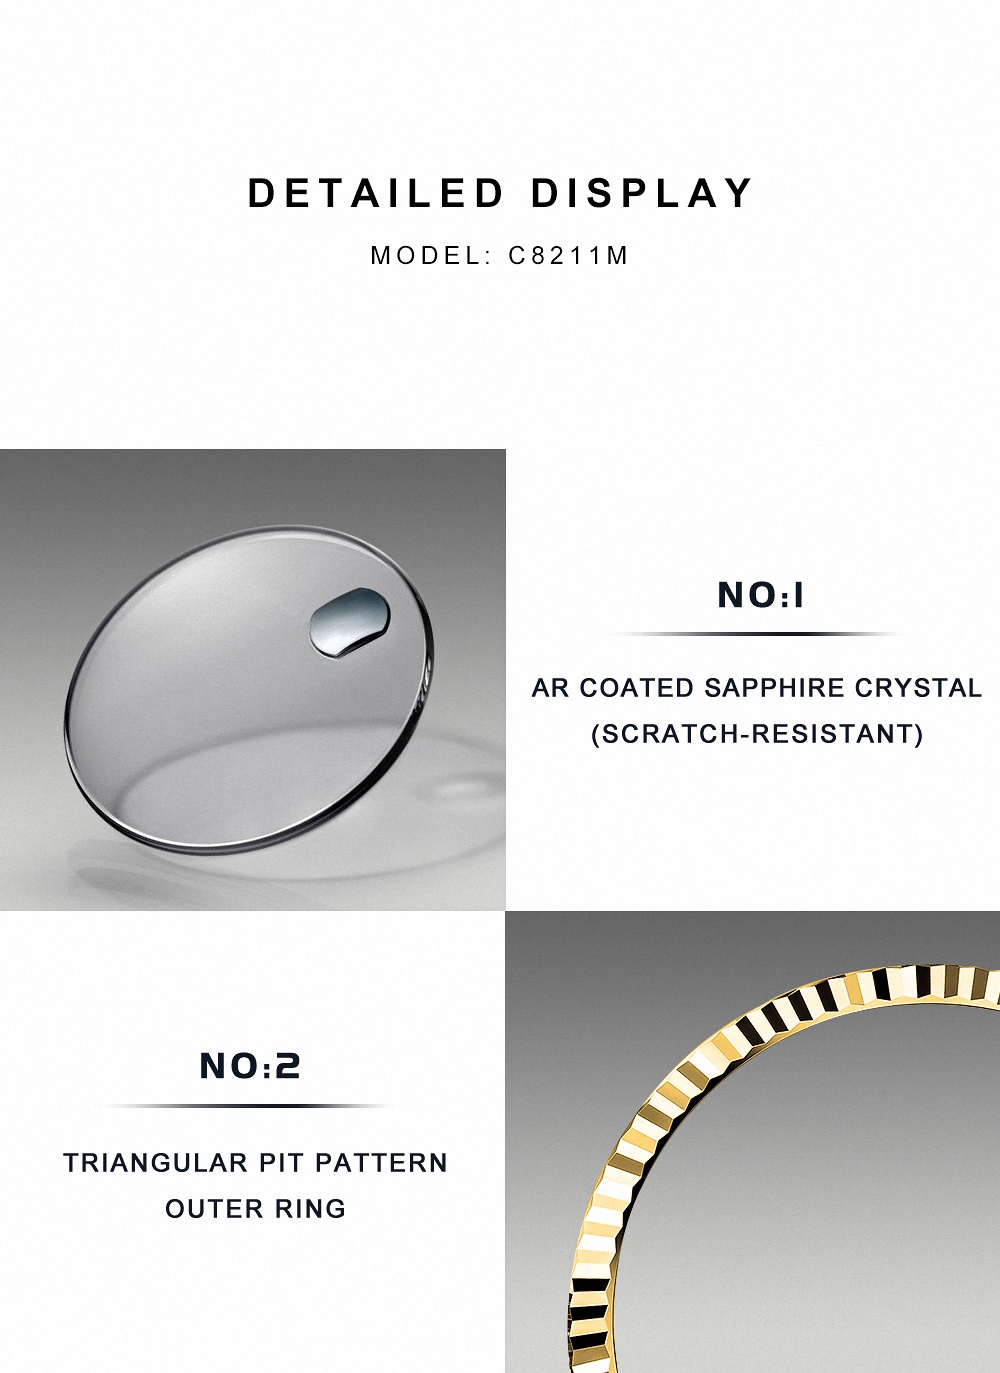 DETAILED DISPLAY
MODEL: C8211M
NO:1
AR COATED SAPPHIRE CRYSTAL
(SCRATCH-RESISTANT)
NO:2
TRIANGULAR PIT PATTERN
OUTER RING